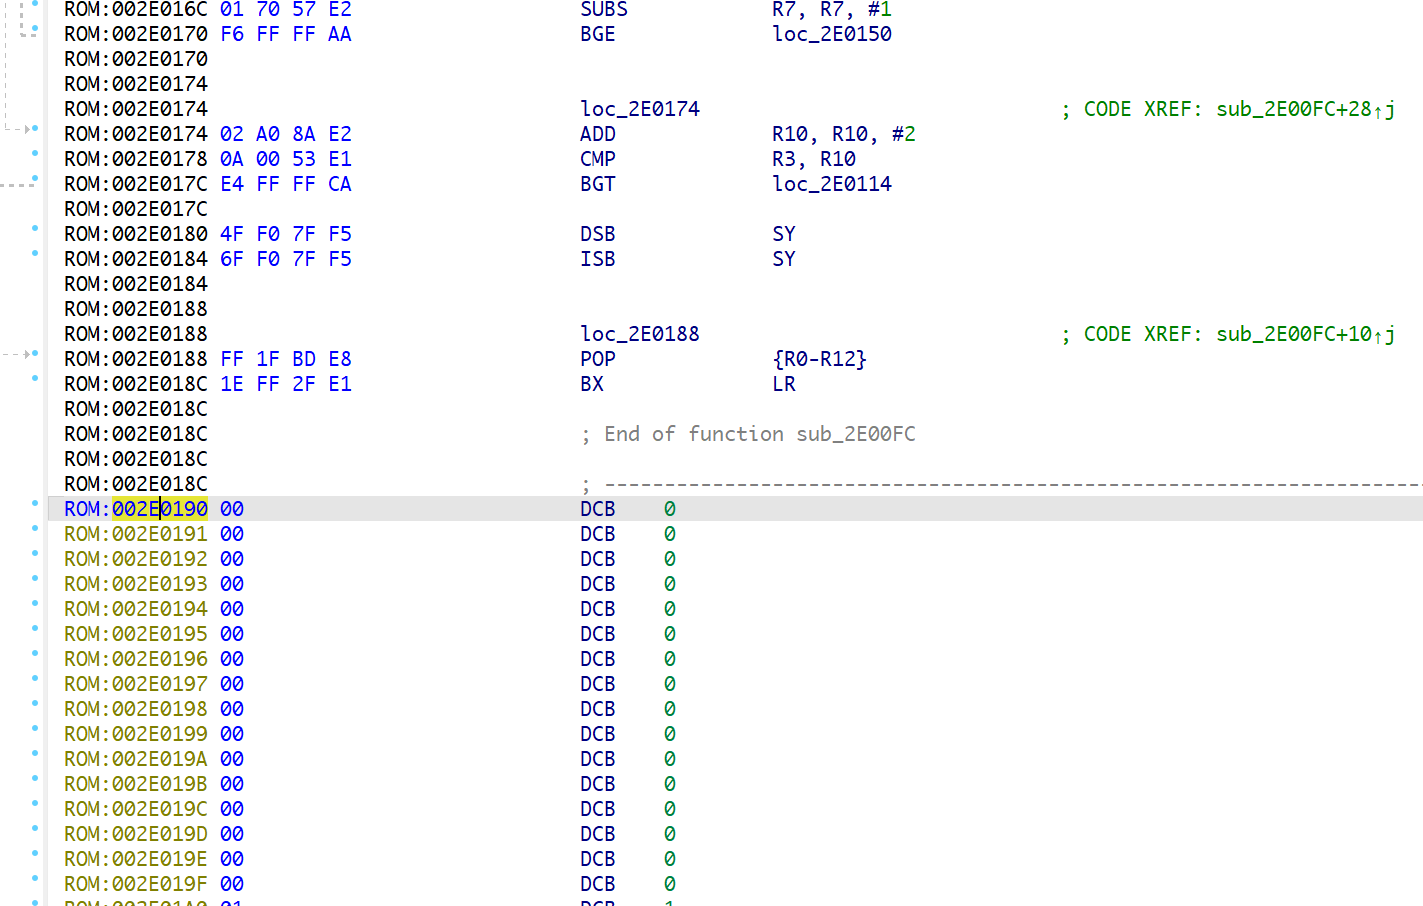 ROM:002E016C 01 70 57 E2 SUBS R7, R7, #1
ROM:002E0170 F6 FF FF AA BGE loc_2E0150
ROM:002E0170
ROM:002E0174
ROM:002E0174 loc_2E0174 ; CODE XREF: sub_2E00FC+28↑j
ROM:002E0174 02 A0 8A E2 ADD R10, R10, #2
ROM:002E0178 0A 00 53 E1 CMP R3, R10
ROM:002E017C E4 FF FF CA BGT loc_2E0114
ROM:002E017C
ROM:002E0180 4F F0 7F F5 DSB SY
ROM:002E0184 6F F0 7F F5 ISB SY
ROM:002E0184
ROM:002E0188
ROM:002E0188 loc_2E0188 ; CODE XREF: sub_2E00FC+10↑j
ROM:002E0188 FF 1F BD E8 POP {R0-R12}
ROM:002E018C 1E FF 2F E1 BX LR
ROM:002E018C
ROM:002E018C ; End of function sub_2E00FC
ROM:002E018C
ROM:002E018C ; ---------------------------------------------------------------------
ROM:002E0190 00 DCB 0
ROM:002E0191 00 DCB 0
ROM:002E0192 00 DCB 0
ROM:002E0193 00 DCB 0
ROM:002E0194 00 DCB 0
ROM:002E0195 00 DCB 0
ROM:002E0196 00 DCB 0
ROM:002E0197 00 DCB 0
ROM:002E0198 00 DCB 0
ROM:002E0199 00 DCB 0
ROM:002E019A 00 DCB 0
ROM:002E019B 00 DCB 0
ROM:002E019C 00 DCB 0
ROM:002E019D 00 DCB 0
ROM:002E019E 00 DCB 0
ROM:002E019F 00 DCB 0
ROM:002E01A0 01 DCB 1